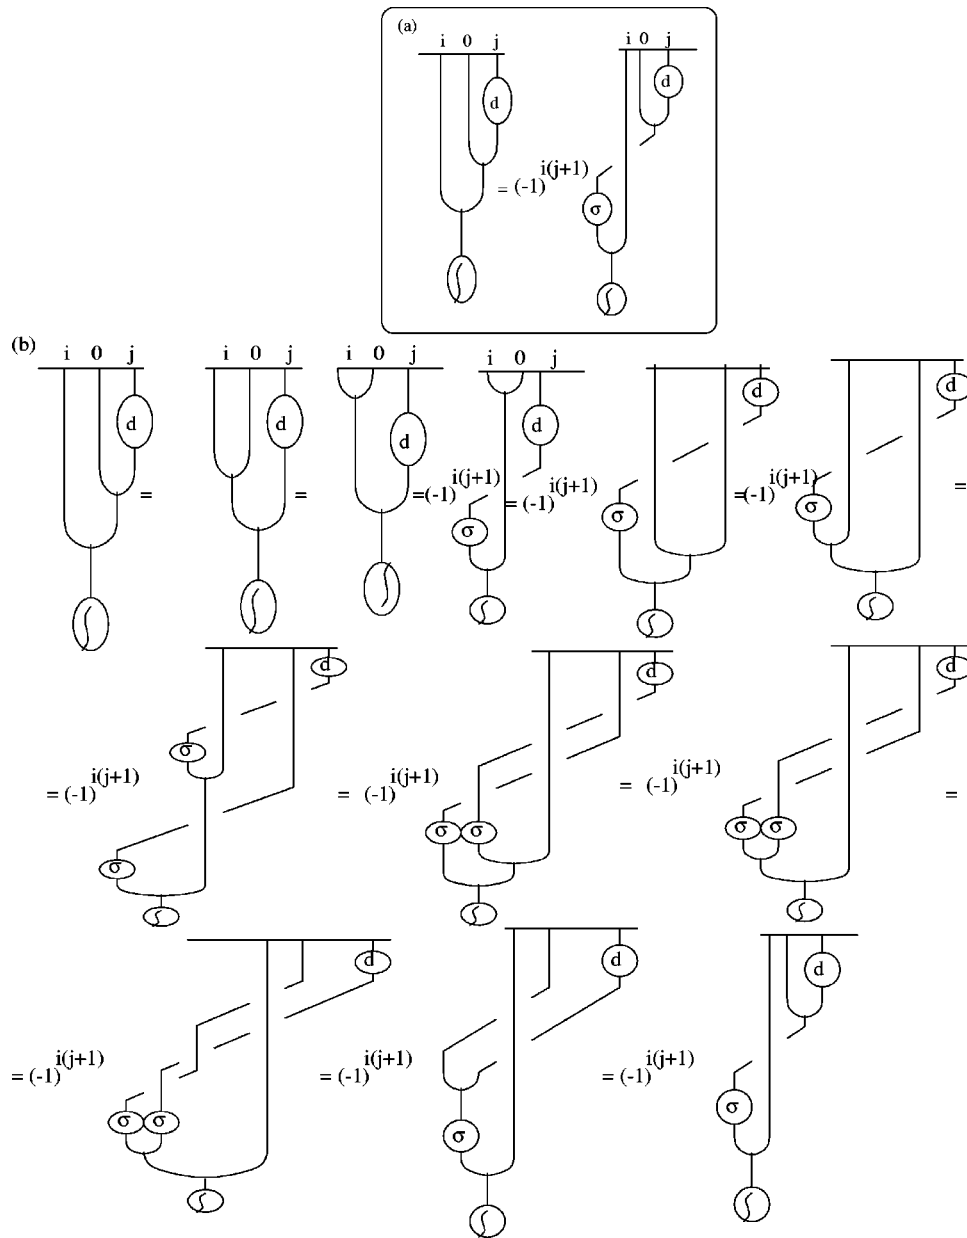 (a)
i 0 j i 0 j
d d
= (-1)^{i(j+1)}
σ
∫ ∫
(b)
i 0 j i 0 j i 0 j i 0 j
d d d d d d
= = =(-1)^{i(j+1)} = (-1)^{i(j+1)} =(-1)^{i(j+1)} =
σ σ σ
∫ ∫ ∫ ∫ ∫ ∫
d d d
σ
= (-1)^{i(j+1)} = (-1)^{i(j+1)} = (-1)^{i(j+1)} =
σ σ σ σ σ
∫ ∫ ∫
d d d
= (-1)^{i(j+1)} = (-1)^{i(j+1)} = (-1)^{i(j+1)}
σ σ σ σ
∫ ∫ ∫